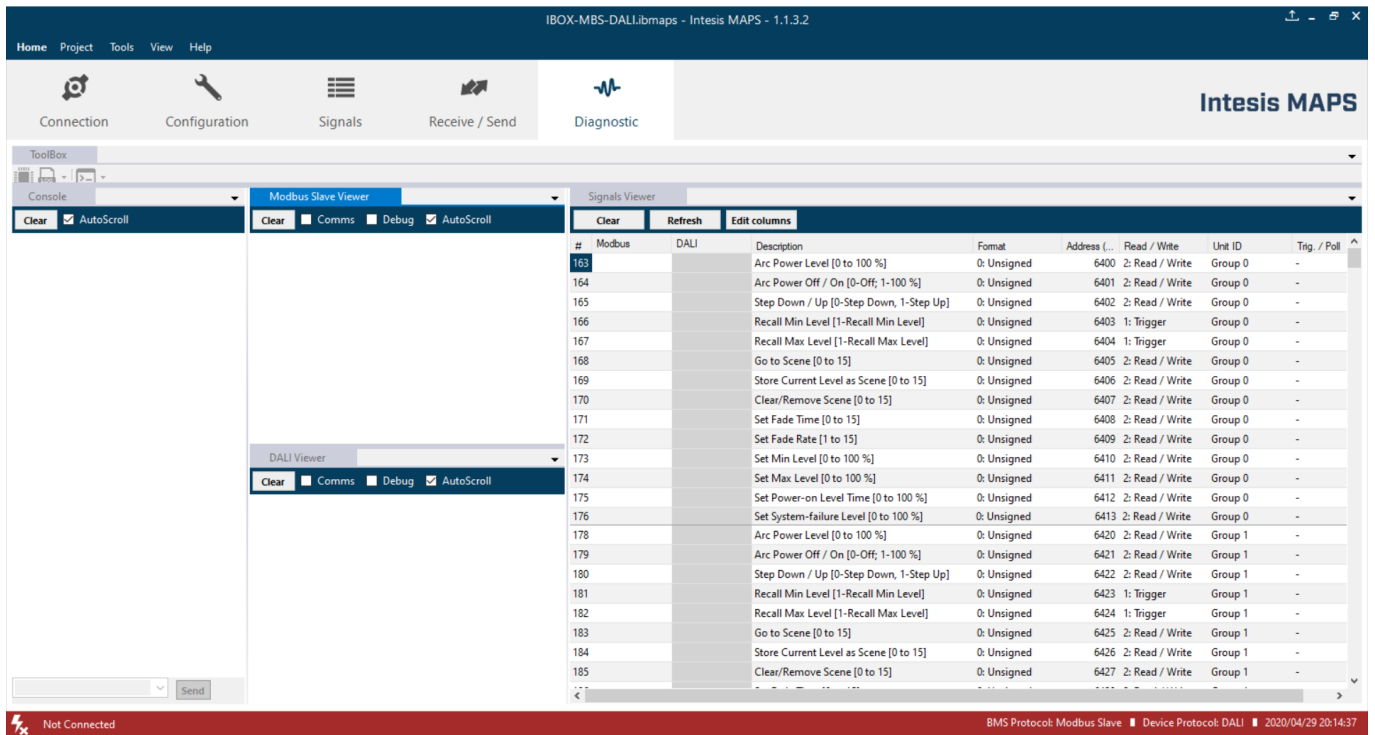 IBOX-MBS-DALI.ibmaps - Intesis MAPS - 1.1.3.2
Home Project Tools View Help
Connection Configuration Signals Receive / Send Diagnostic
Intesis MAPS
ToolBox
Console
Clear AutoScroll
Send
Modbus Slave Viewer
Clear Comms Debug AutoScroll
DALI Viewer
Clear Comms Debug AutoScroll
Signals Viewer
Clear Refresh Edit columns
# Modbus DALI Description Format Address (... Read / Write Unit ID Trig. / Poll
163 Arc Power Level [0 to 100 %] 0: Unsigned 6400 2: Read / Write Group 0 -
164 Arc Power Off / On [0-Off; 1-100 %] 0: Unsigned 6401 2: Read / Write Group 0 -
165 Step Down / Up [0-Step Down, 1-Step Up] 0: Unsigned 6402 2: Read / Write Group 0 -
166 Recall Min Level [1-Recall Min Level] 0: Unsigned 6403 1: Trigger Group 0 -
167 Recall Max Level [1-Recall Max Level] 0: Unsigned 6404 1: Trigger Group 0 -
168 Go to Scene [0 to 15] 0: Unsigned 6405 2: Read / Write Group 0 -
169 Store Current Level as Scene [0 to 15] 0: Unsigned 6406 2: Read / Write Group 0 -
170 Clear/Remove Scene [0 to 15] 0: Unsigned 6407 2: Read / Write Group 0 -
171 Set Fade Time [0 to 15] 0: Unsigned 6408 2: Read / Write Group 0 -
172 Set Fade Rate [1 to 15] 0: Unsigned 6409 2: Read / Write Group 0 -
173 Set Min Level [0 to 100 %] 0: Unsigned 6410 2: Read / Write Group 0 -
174 Set Max Level [0 to 100 %] 0: Unsigned 6411 2: Read / Write Group 0 -
175 Set Power-on Level Time [0 to 100 %] 0: Unsigned 6412 2: Read / Write Group 0 -
176 Set System-failure Level [0 to 100 %] 0: Unsigned 6413 2: Read / Write Group 0 -
178 Arc Power Level [0 to 100 %] 0: Unsigned 6420 2: Read / Write Group 1 -
179 Arc Power Off / On [0-Off; 1-100 %] 0: Unsigned 6421 2: Read / Write Group 1 -
180 Step Down / Up [0-Step Down, 1-Step Up] 0: Unsigned 6422 2: Read / Write Group 1 -
181 Recall Min Level [1-Recall Min Level] 0: Unsigned 6423 1: Trigger Group 1 -
182 Recall Max Level [1-Recall Max Level] 0: Unsigned 6424 1: Trigger Group 1 -
183 Go to Scene [0 to 15] 0: Unsigned 6425 2: Read / Write Group 1 -
184 Store Current Level as Scene [0 to 15] 0: Unsigned 6426 2: Read / Write Group 1 -
185 Clear/Remove Scene [0 to 15] 0: Unsigned 6427 2: Read / Write Group 1 -
Not Connected
BMS Protocol: Modbus Slave Device Protocol: DALI 2020/04/29 20:14:37